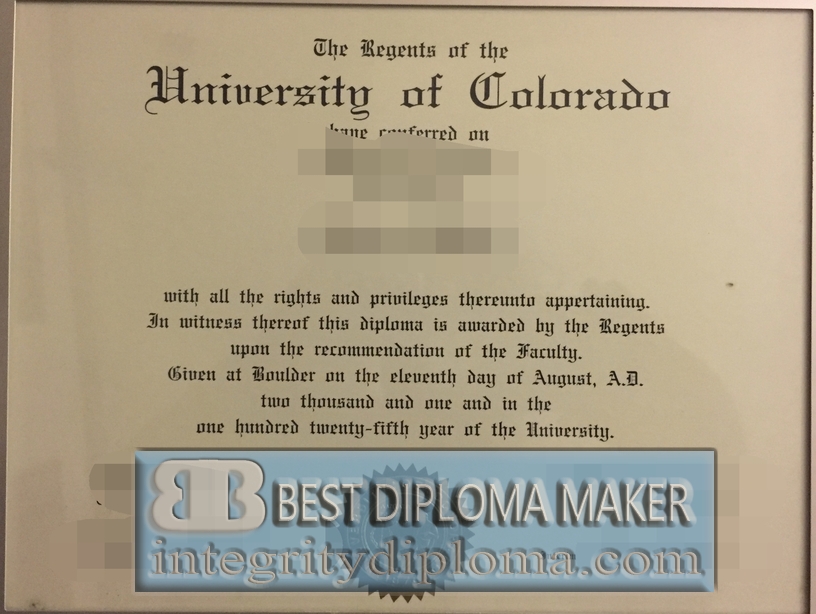 The Regents of the
University of Colorado
have conferred on
with all the rights and privileges thereunto appertaining.
In witness thereof this diploma is awarded by the Regents
upon the recommendation of the Faculty.
Given at Boulder on the eleventh day of August, A.D.
two thousand and one and in the
one hundred twenty-fifth year of the University.
BB BEST DIPLOMA MAKER
integritydiploma.com